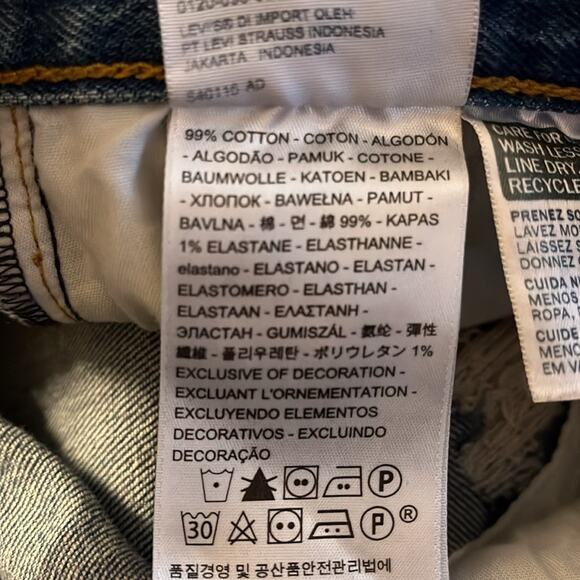 LEVI'S® DI IMPORT OLEH
PT LEVI STRAUSS INDONESIA
JAKARTA INDONESIA
540115 AD
99% COTTON - COTON - ALGODÓN
- ALGODÃO - PAMUK - COTONE -
BAUMWOLLE - KATOEN - BAMBAKI
- ХЛОПОК - BAWEŁNA - PAMUT -
BAVLNA - 棉 - 면 - 綿 99% - KAPAS
1% ELASTANE - ELASTHANNE -
elastano - ELASTANO - ELASTAN -
ELASTOMERO - ELASTHAN -
ELASTAAN - ΕΛΑΣΤΑΝΗ -
ЭЛАСТАН - GUMISZÁL - 氨纶 - 彈性
纖維 - 폴리우레탄 - ポリウレタン 1%
EXCLUSIVE OF DECORATION -
EXCLUANT L'ORNEMENTATION -
EXCLUYENDO ELEMENTOS
DECORATIVOS - EXCLUINDO
DECORAÇÃO
P
30 P ®
품질경영 및 공산품안전관리법에
CARE FOR
WASH LESS
LINE DRY
RECYCLE
PRENEZ
LAVEZ
LAISSEZ
DONNEZ
CUIDA
MENOS
ROPA,
CUIDE
EM